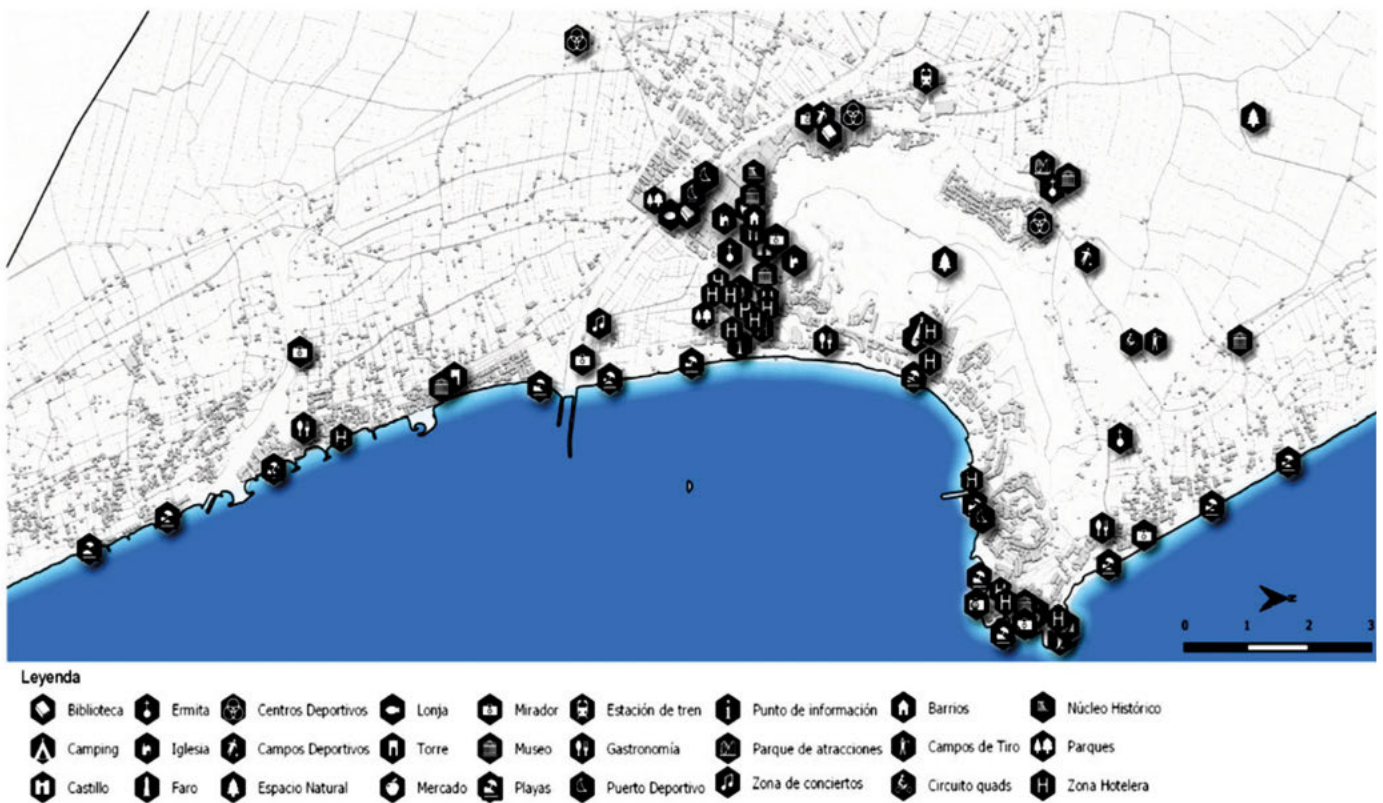 N
0 1 2 3
Leyenda
Biblioteca Ermita Centros Deportivos Lonja Mirador Estación de tren Punto de información Barrios Núcleo Histórico
Camping Iglesia Campos Deportivos Torre Museo Gastronomía Parque de atracciones Campos de Tiro Parques
Castillo Faro Espacio Natural Mercado Playas Puerto Deportivo Zona de conciertos Circuito quads Zona Hotelera